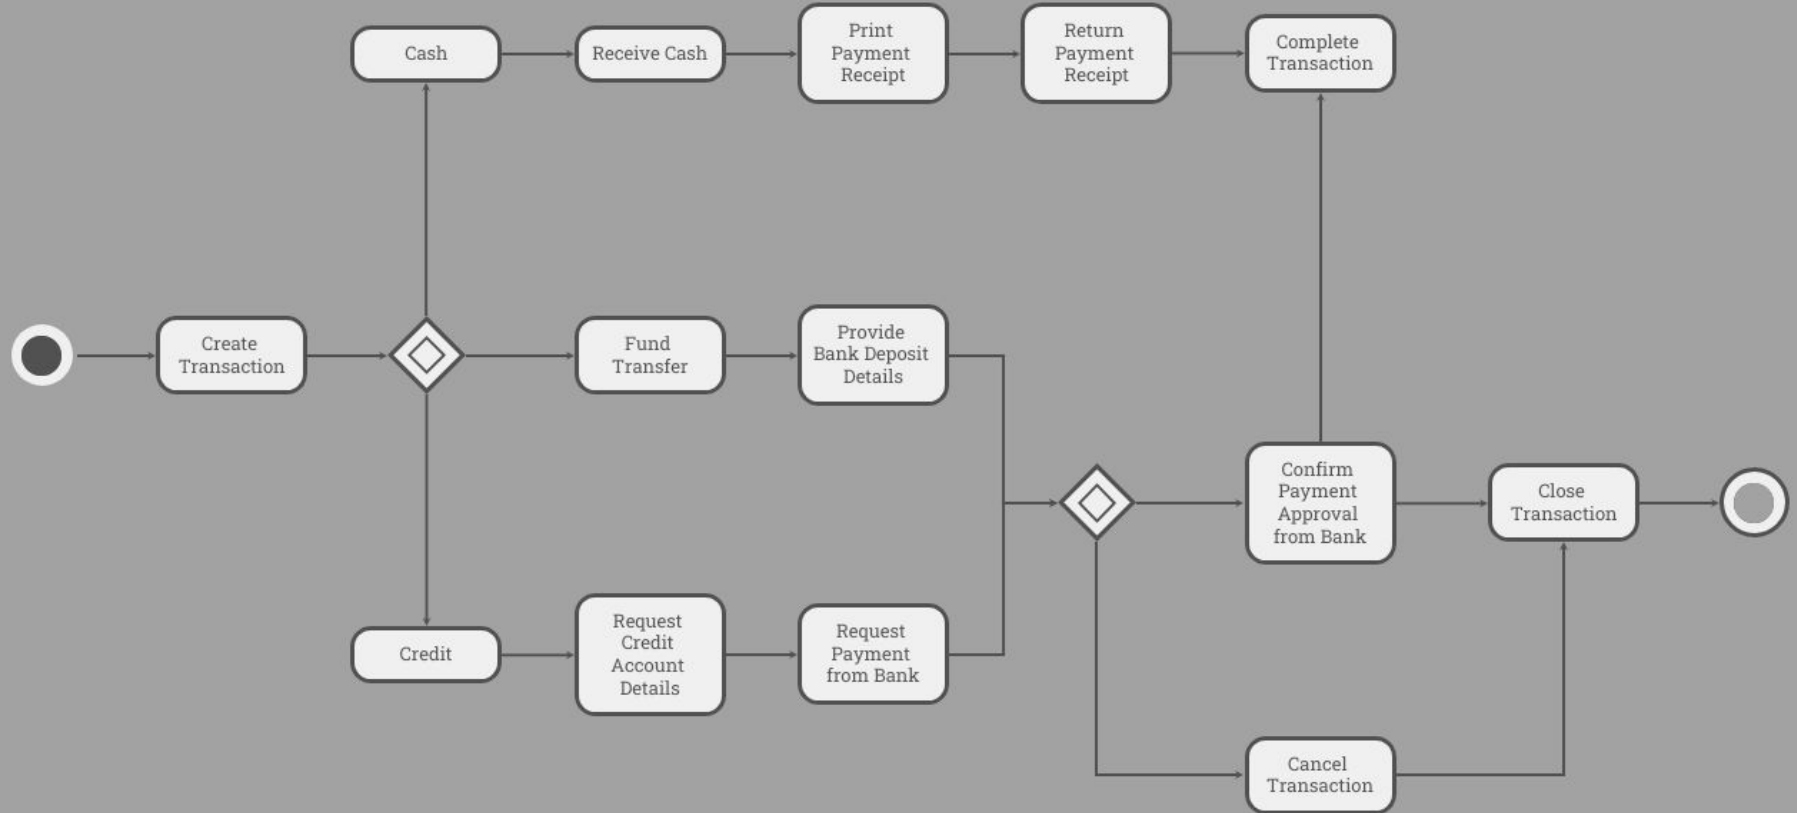 Cash
Receive Cash
Print
Payment
Receipt
Return
Payment
Receipt
Complete
Transaction
Create
Transaction
Fund
Transfer
Provide
Bank Deposit
Details
Confirm
Payment
Approval
from Bank
Close
Transaction
Credit
Request
Credit
Account
Details
Request
Payment
from Bank
Cancel
Transaction